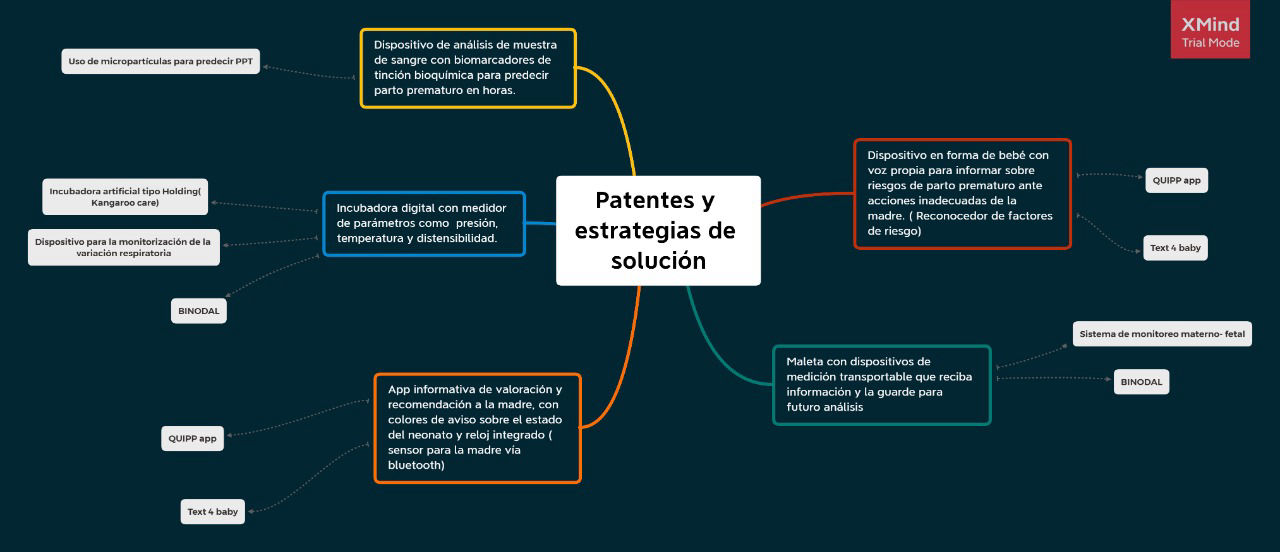 XMind
Trial Mode
Patentes y
estrategias de
solución
Dispositivo de análisis de muestra
de sangre con biomarcadores de
tinción bioquímica para predecir
parto prematuro en horas.
Uso de micropartículas para predecir PPT
Incubadora digital con medidor
de parámetros como  presión,
temperatura y distensibilidad.
Incubadora artificial tipo Holding(
Kangaroo care)
Dispositivo para la monitorización de la
variación respiratoria
BINODAL
App informativa de valoración y
recomendación a la madre, con
colores de aviso sobre el estado
del neonato y reloj integrado (
sensor para la madre vía
bluetooth)
QUIPP app
Text 4 baby
Dispositivo en forma de bebé con
voz propia para informar sobre
riesgos de parto prematuro ante
acciones inadecuadas de la
madre. ( Reconocedor de factores
de riesgo)
QUIPP app
Text 4 baby
Maleta con dispositivos de
medición transportable que reciba
información y la guarde para
futuro análisis
Sistema de monitoreo materno- fetal
BINODAL